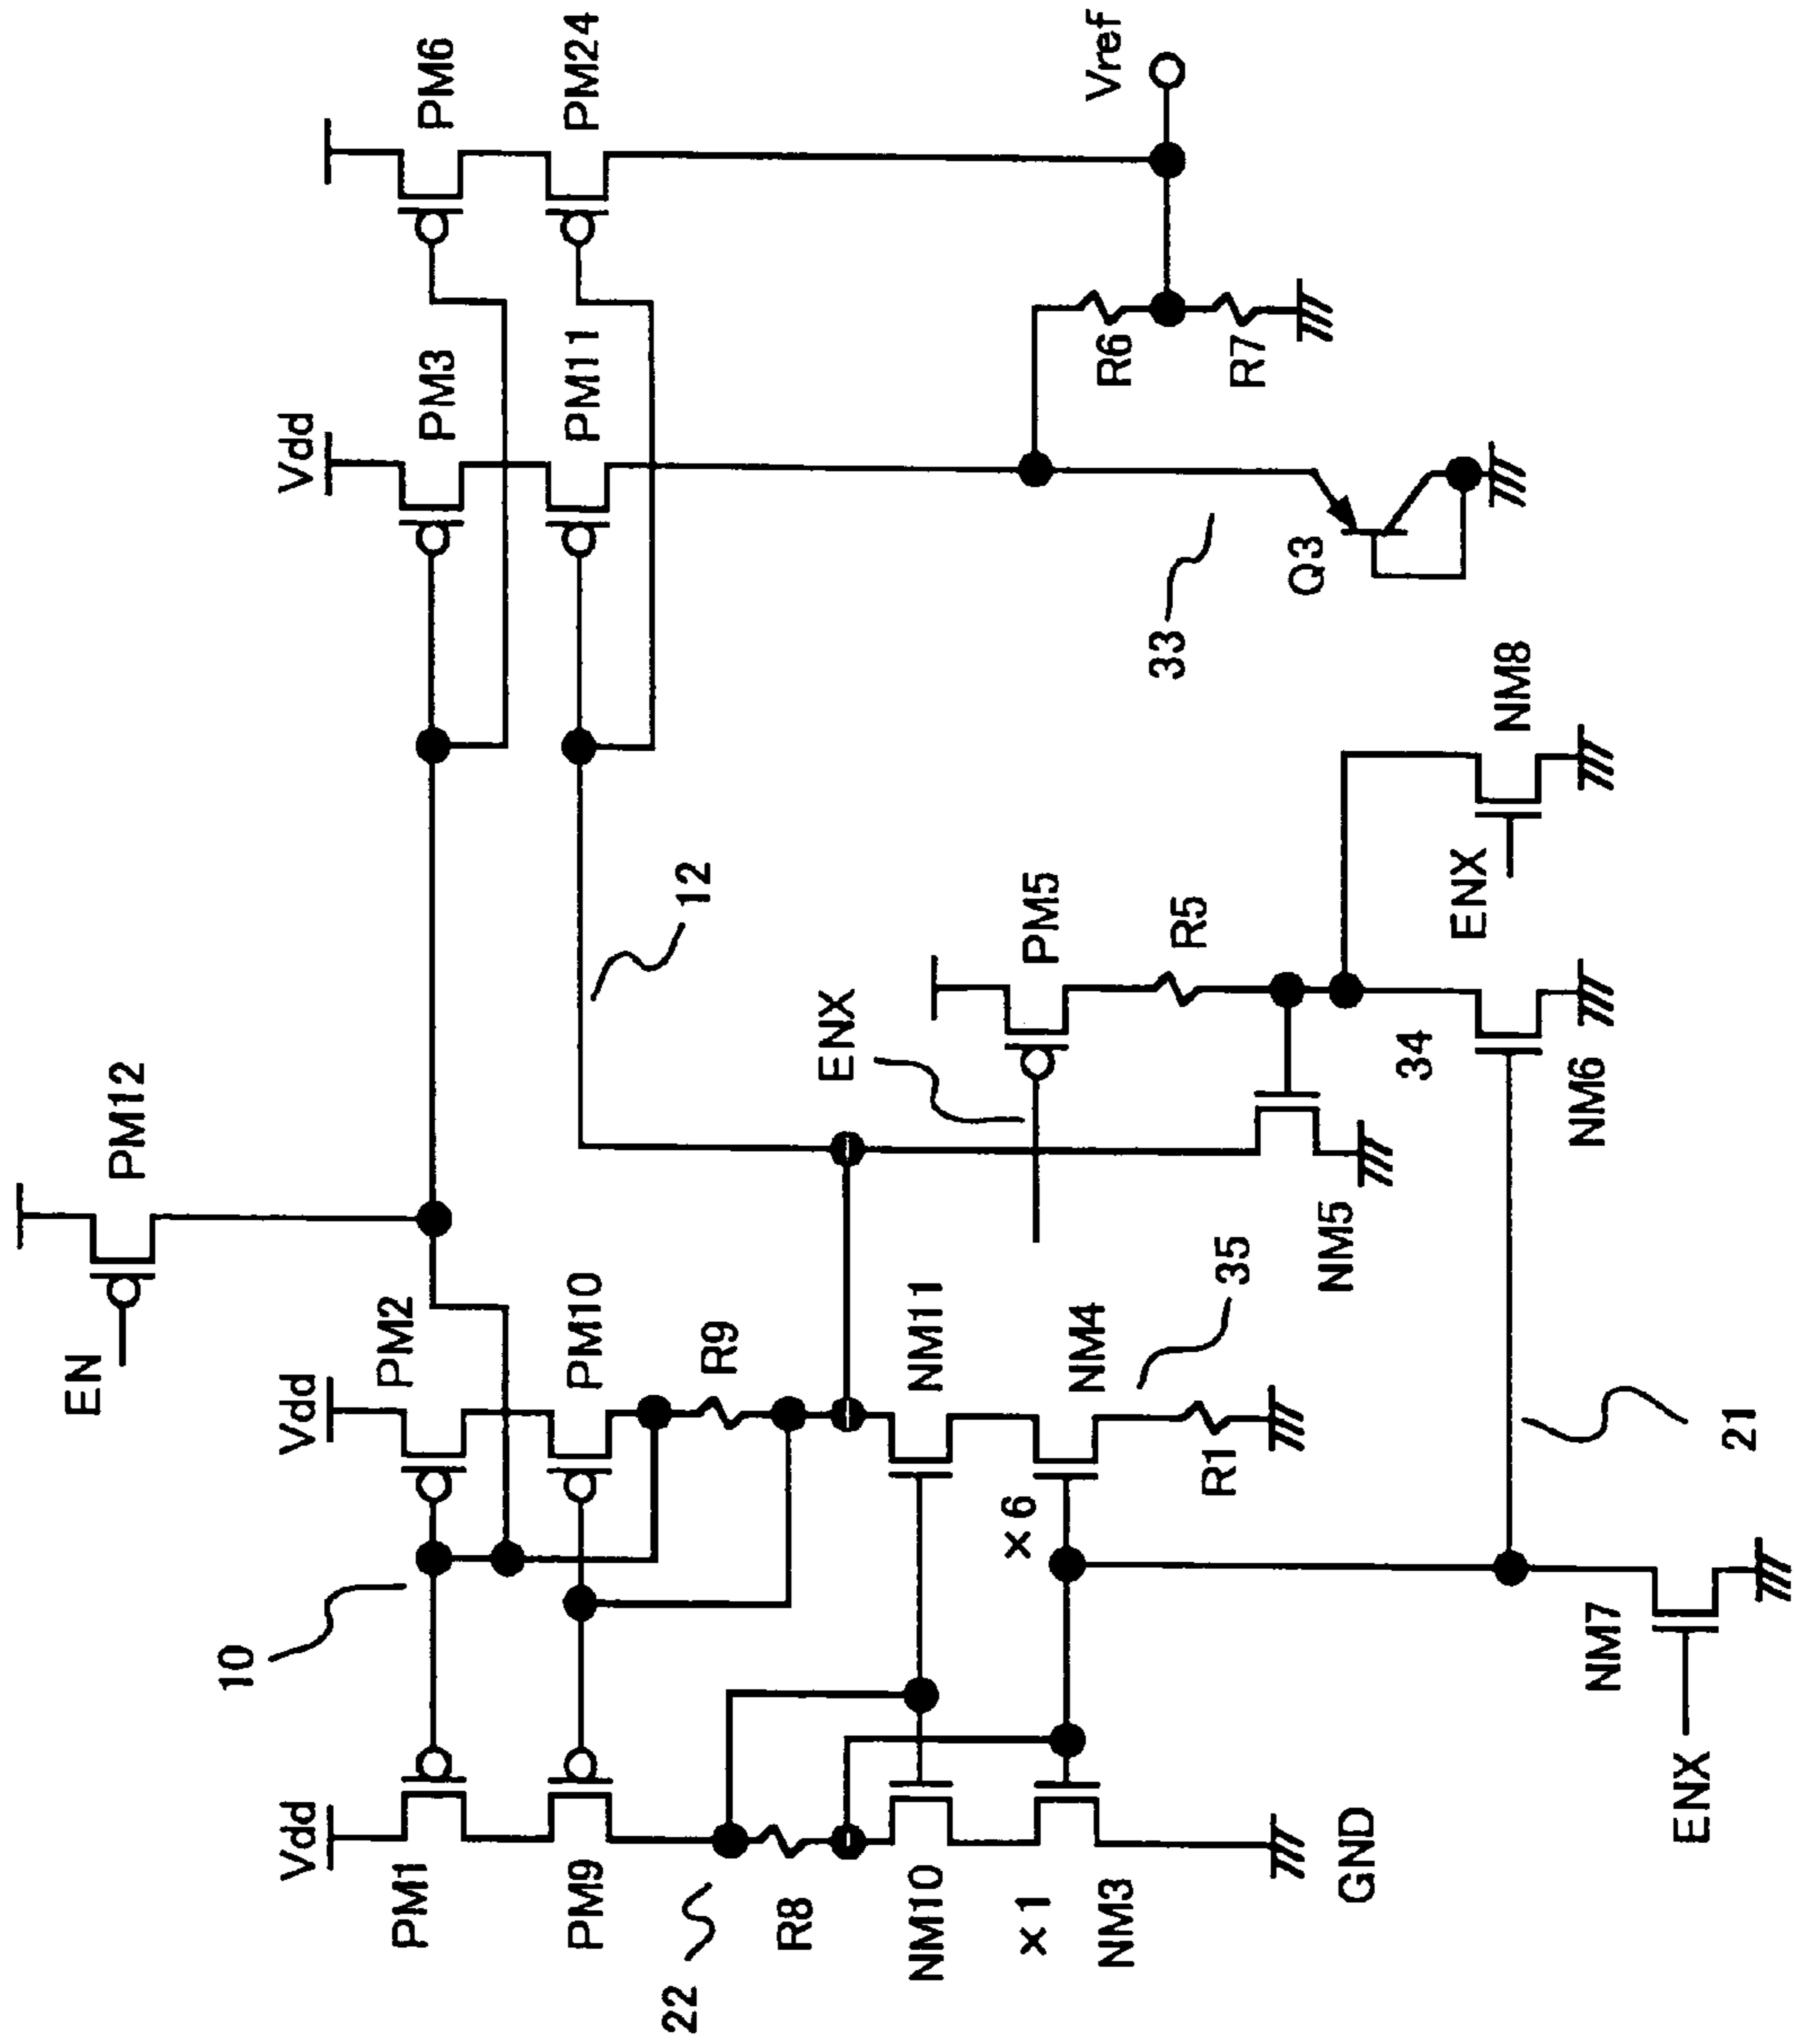 EN
PM12
Vdd
PM1
Vdd
PM2
Vdd
PM3
PM6
10
PM9
PM10
PM11
PM24
12
22
R8
R9
ENX
PM5
Vref
R6
R7
NM10
NM11
×1
×6
NM3
NM4
35
R1
R5
33
Q3
GND
NM5
34
ENX
NM8
NM6
21
NM7
ENX